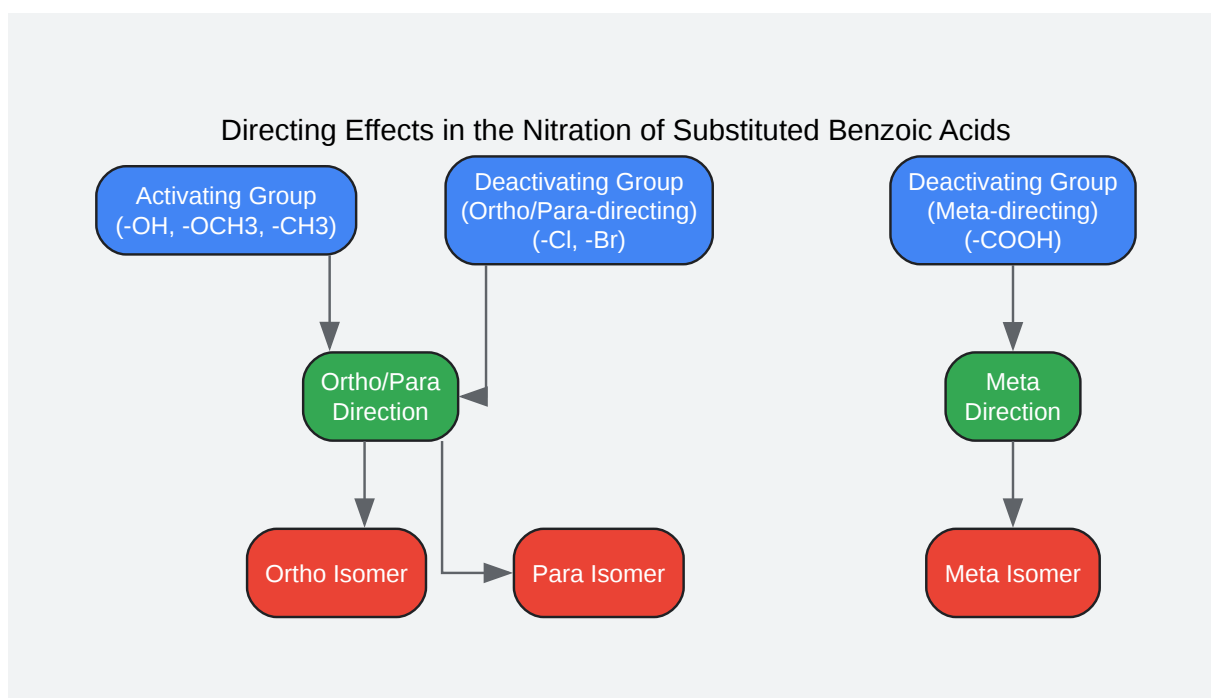 Directing Effects in the Nitration of Substituted Benzoic Acids
Activating Group
(-OH, -OCH3, -CH3)
Deactivating Group
(Ortho/Para-directing)
(-Cl, -Br)
Deactivating Group
(Meta-directing)
(-COOH)
Ortho/Para
Direction
Meta
Direction
Ortho Isomer
Para Isomer
Meta Isomer